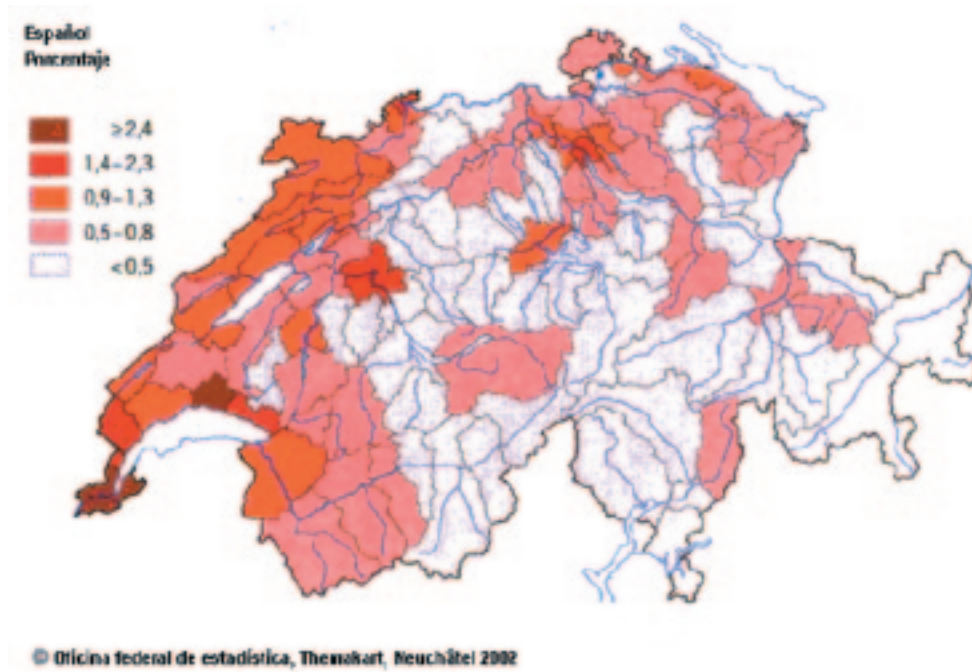 Español
Porcentaje
>2,4
1,4–2,3
0,9–1,3
0,5–0,8
<0.5
© Oficina federal de estadística, Themakart, Neuchâtel 2002